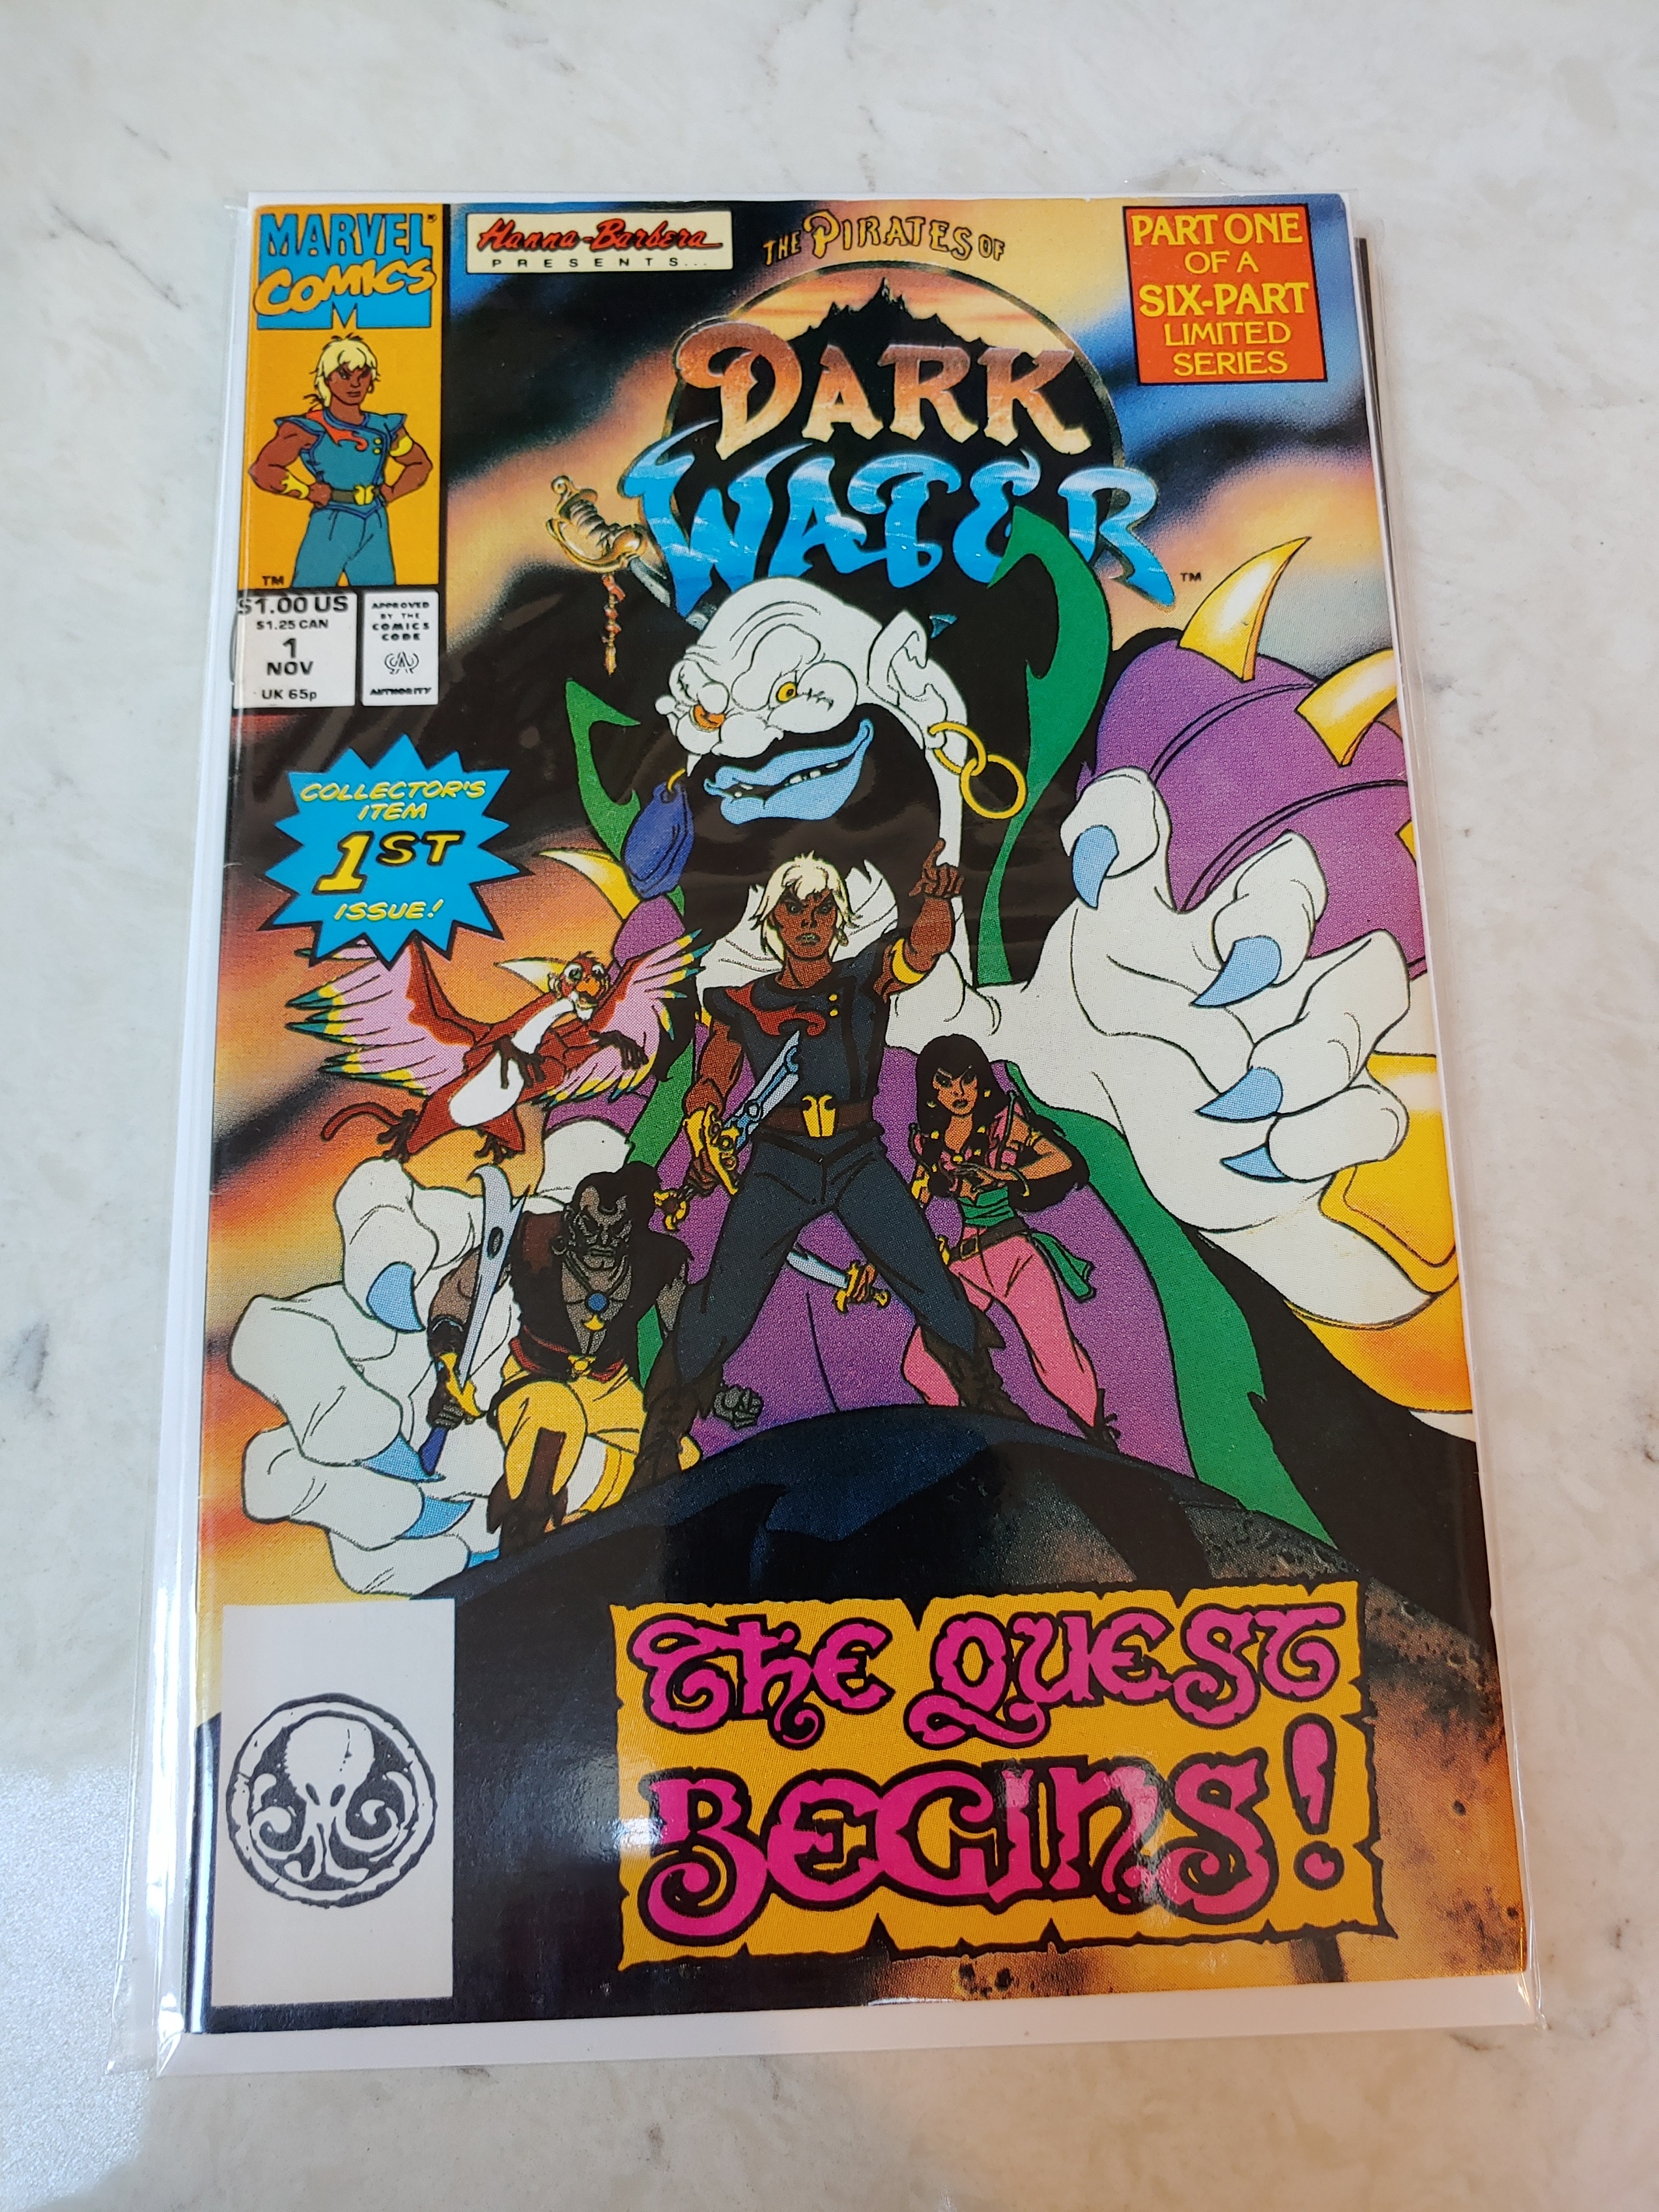 MARVEL®
COMICS
M
Hanna-Barbera
PRESENTS...
THE PIRATES OF
DARK
WATER
TM
PART ONE
OF A
SIX-PART
LIMITED
SERIES
TM
$1.00 US
$1.25 CAN
1
NOV
UK 65p
APPROVED
BY THE
COMICS
CODE
AUTHORITY
COLLECTOR'S
ITEM
1ST
ISSUE!
THE QUEST
BEGINS!